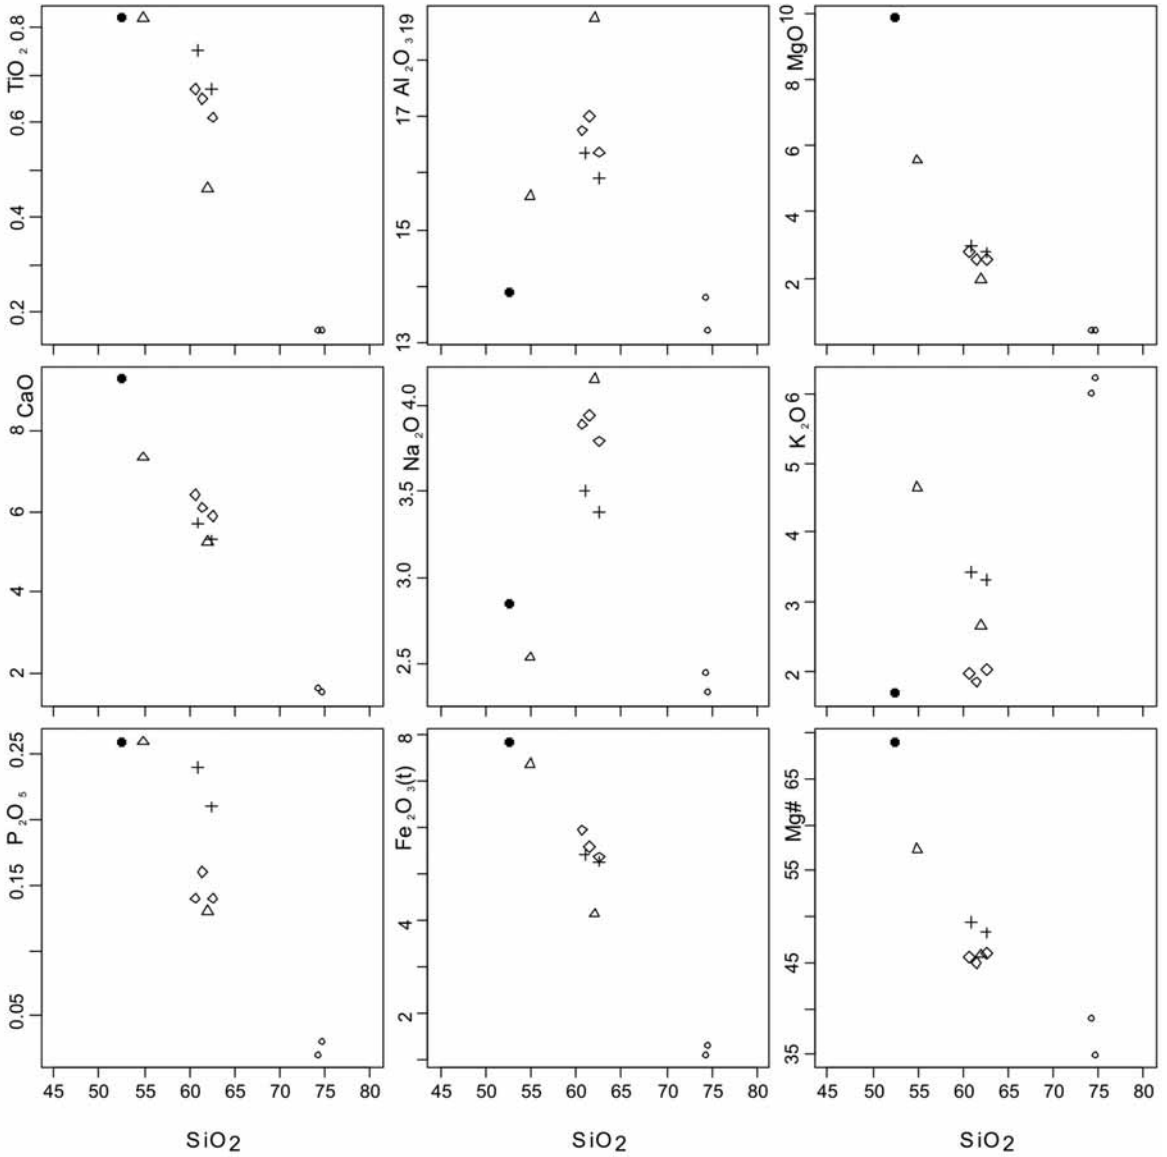 TiO2 0.2 0.4 0.6 0.8
Al2O3 13 15 17 19
MgO 2 4 6 8 10
CaO 2 4 6 8
Na2O 2.5 3.0 3.5 4.0
K2O 2 3 4 5 6
P2O5 0.05 0.15 0.25
Fe2O3(t) 2 4 8
Mg# 35 45 55 65
45 50 55 60 65 70 75 80
45 50 55 60 65 70 75 80
45 50 55 60 65 70 75 80
SiO2 SiO2 SiO2